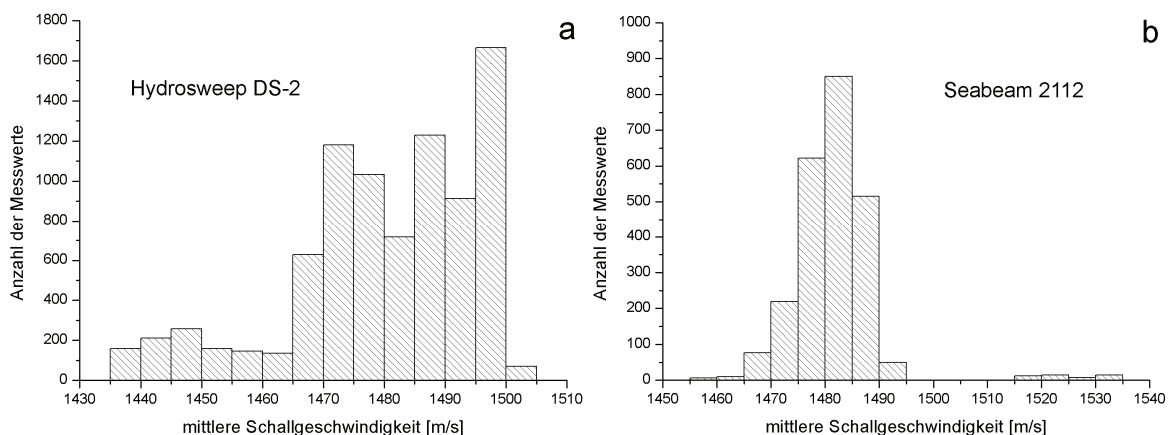 a
Hydrosweep DS-2
Anzahl der Messwerte
1800
1600
1400
1200
1000
800
600
400
200
0
1430 1440 1450 1460 1470 1480 1490 1500 1510
mittlere Schallgeschwindigkeit [m/s]
b
Seabeam 2112
Anzahl der Messwerte
1000
900
800
700
600
500
400
300
200
100
0
1450 1460 1470 1480 1490 1500 1510 1520 1530 1540
mittlere Schallgeschwindigkeit [m/s]